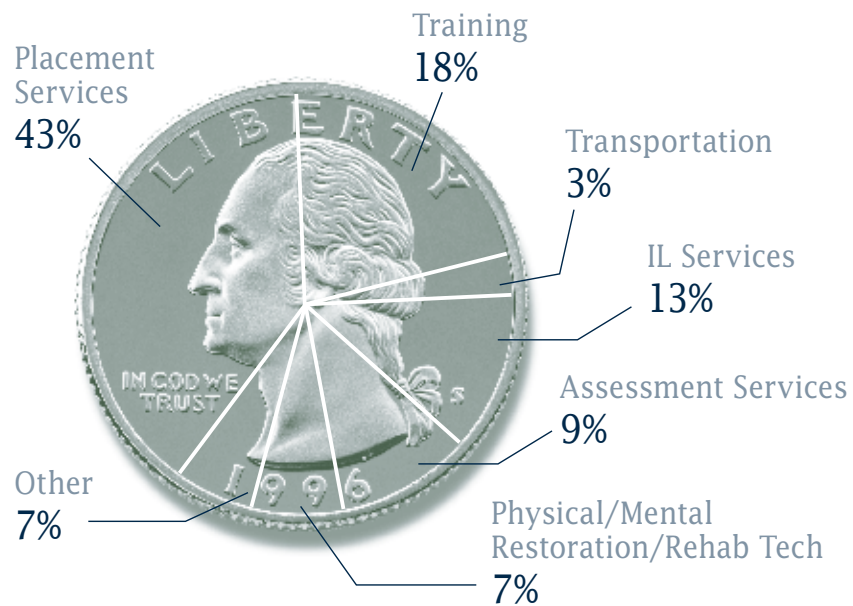 Training
18%
Placement
Services
43%
Transportation
3%
IL Services
13%
Assessment Services
9%
Other
7%
Physical/Mental
Restoration/Rehab Tech
7%
LIBERTY
IN GOD WE
TRUST
S
1996